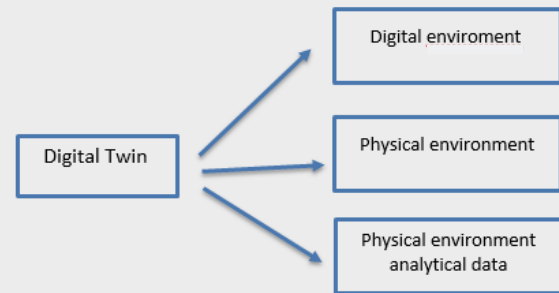 Digital enviroment
Digital Twin
Physical environment
Physical environment
analytical data